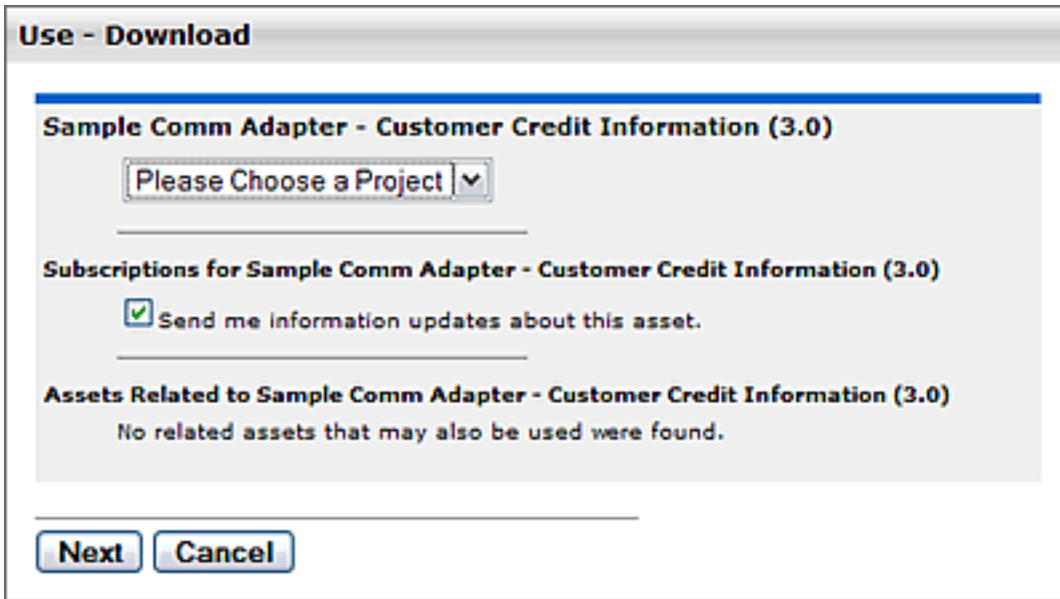 Use - Download
Sample Comm Adapter - Customer Credit Information (3.0)
Please Choose a Project
Subscriptions for Sample Comm Adapter - Customer Credit Information (3.0)
Send me information updates about this asset.
Assets Related to Sample Comm Adapter - Customer Credit Information (3.0)
No related assets that may also be used were found.
Next Cancel